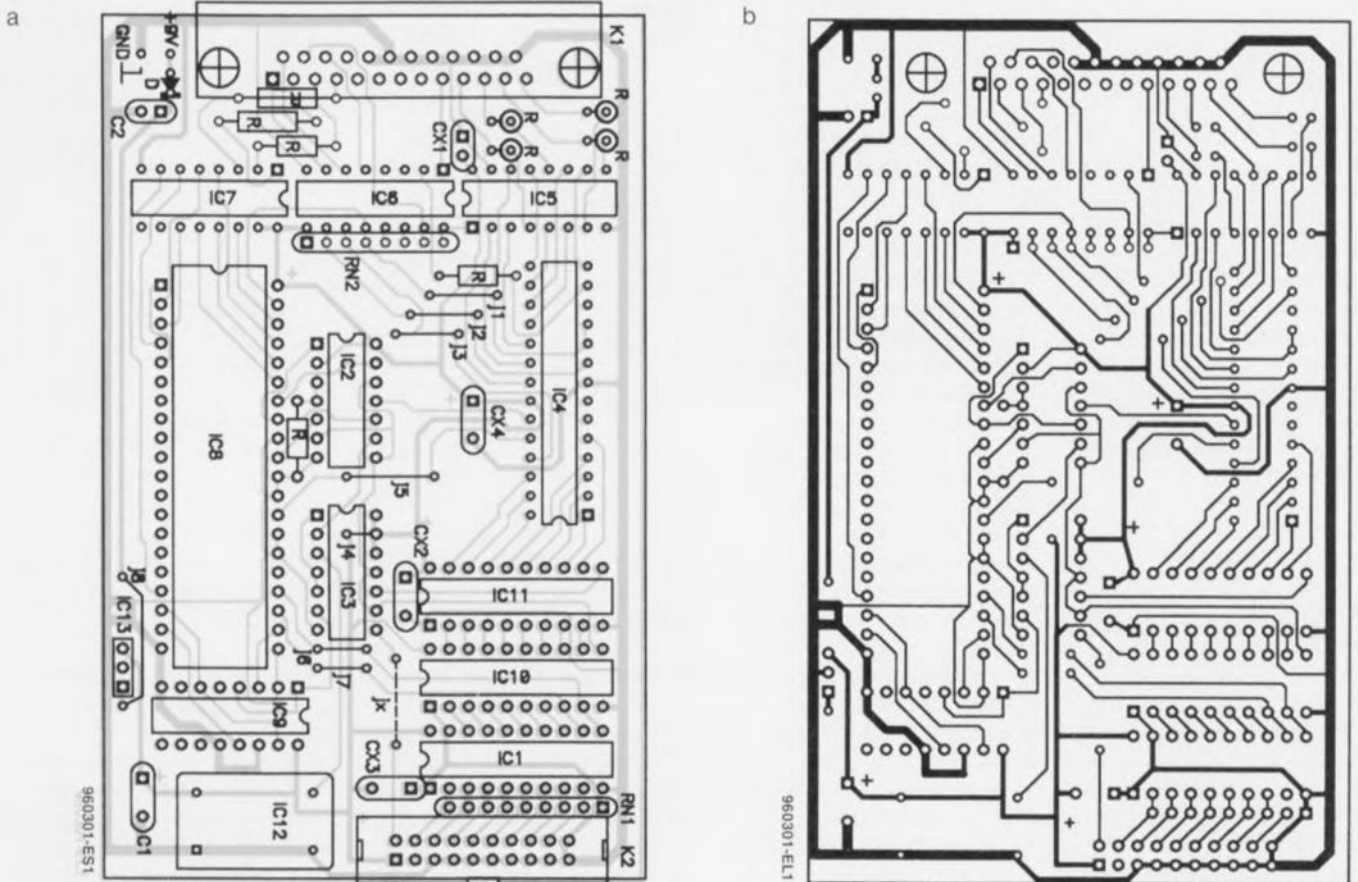 a
b
+9V
GND
D
C2
K1
R
R
R
R
R
R
R
CX1
IC7
IC6
IC5
RN2
R
J1
J2
J3
IC2
IC4
IC8
R
CX4
J5
CX2
J4
IC3
IC11
J8
IC13
J6
J7
IC10
jx
IC9
CX3
IC1
RN1
IC12
C1
K2
960301-ES1
+
+
+
+
+
960301-EL1